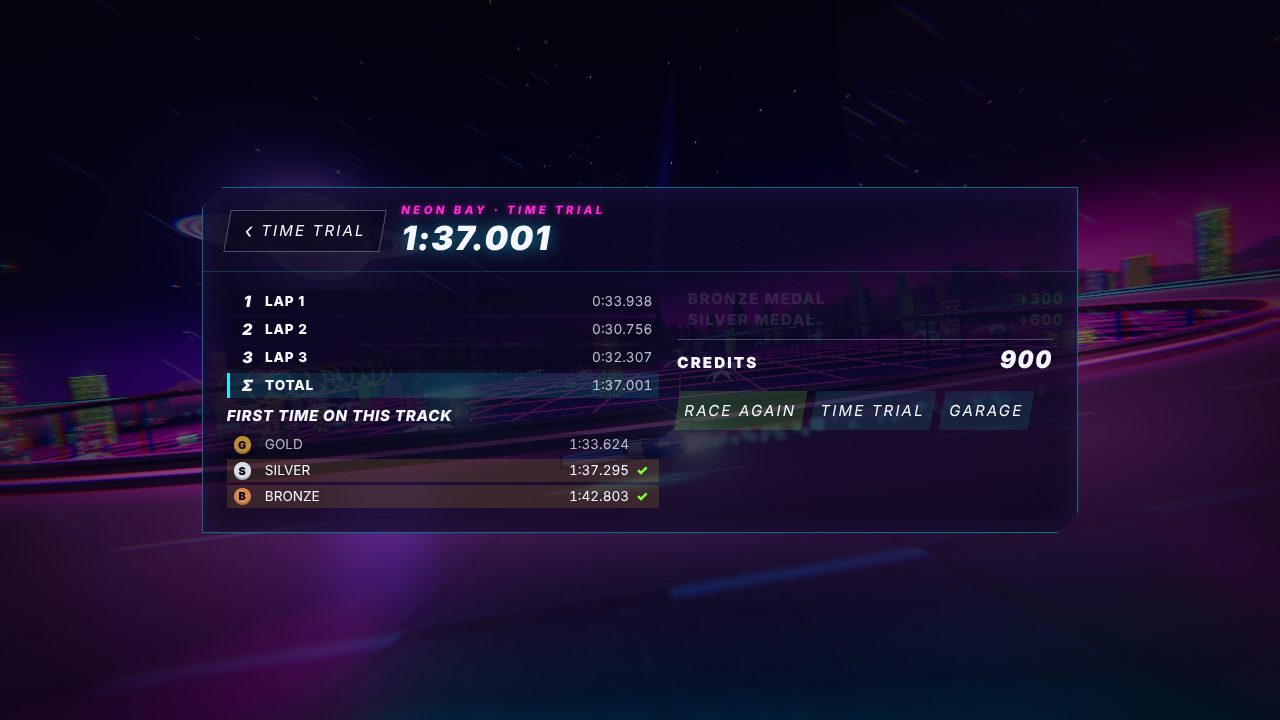 ‹ TIME TRIAL
NEON BAY · TIME TRIAL
1:37.001
1 LAP 1 0:33.938
2 LAP 2 0:30.756
3 LAP 3 0:32.307
Σ TOTAL 1:37.001
FIRST TIME ON THIS TRACK
G GOLD 1:33.624
S SILVER 1:37.295 ✓
B BRONZE 1:42.803 ✓
BRONZE MEDAL +300
SILVER MEDAL +600
CREDITS 900
RACE AGAIN TIME TRIAL GARAGE